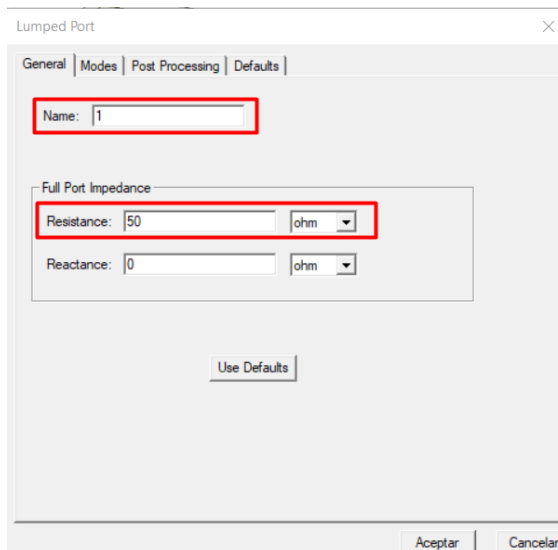 Lumped Port
General Modes Post Processing Defaults
Name: 1
Full Port Impedance
Resistance: 50 ohm
Reactance: 0 ohm
Use Defaults
Aceptar Cancelar